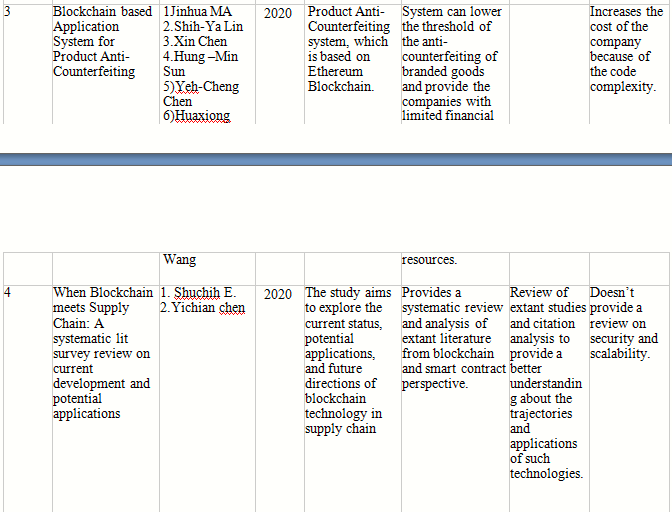 3
Blockchain based
Application
System for
Product Anti-
Counterfeiting
1Jinhua MA
2.Shih-Ya Lin
3.Xin Chen
4.Hung –Min
Sun
5)Yeh-Cheng
Chen
6)Huaxiong
2020
Product Anti-
Counterfeiting
system, which
is based on
Ethereum
Blockchain.
System can lower
the threshold of
the anti-
counterfeiting of
branded goods
and provide the
companies with
limited financial
Increases the
cost of the
company
because of
the code
complexity.
Wang
resources.
4
When Blockchain
meets Supply
Chain: A
systematic lit
survey review on
current
development and
potential
applications
1. Shuchih E.
2.Yichian chen
2020
The study aims
to explore the
current status,
potential
applications,
and future
directions of
blockchain
technology in
supply chain
Provides a
systematic review
and analysis of
extant literature
from blockchain
and smart contract
perspective.
Review of
extant studies
and citation
analysis to
provide a
better
understandin
g about the
trajectories
and
applications
of such
technologies.
Doesn’t
provide a
review on
security and
scalability.